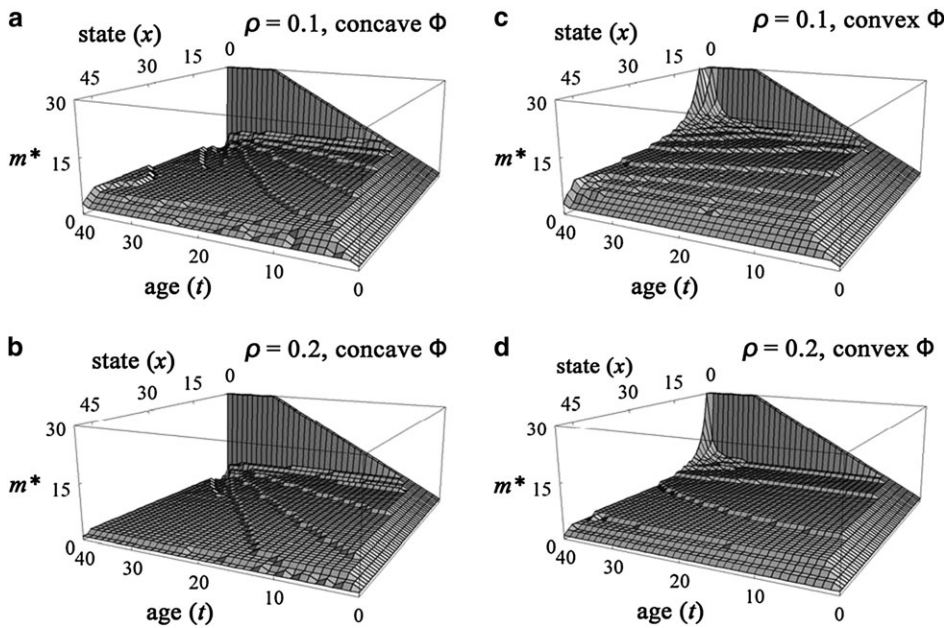 a
ρ = 0.1, concave Φ
state (x)
0
15
30
45
30
15
0
m*
40
30
20
10
0
age (t)
c
ρ = 0.1, convex Φ
state (x)
0
15
30
45
30
15
0
m*
40
30
20
10
0
age (t)
b
ρ = 0.2, concave Φ
state (x)
0
15
30
45
30
15
0
m*
40
30
20
10
0
age (t)
d
ρ = 0.2, convex Φ
state (x)
0
15
30
45
30
15
0
m*
40
30
20
10
0
age (t)